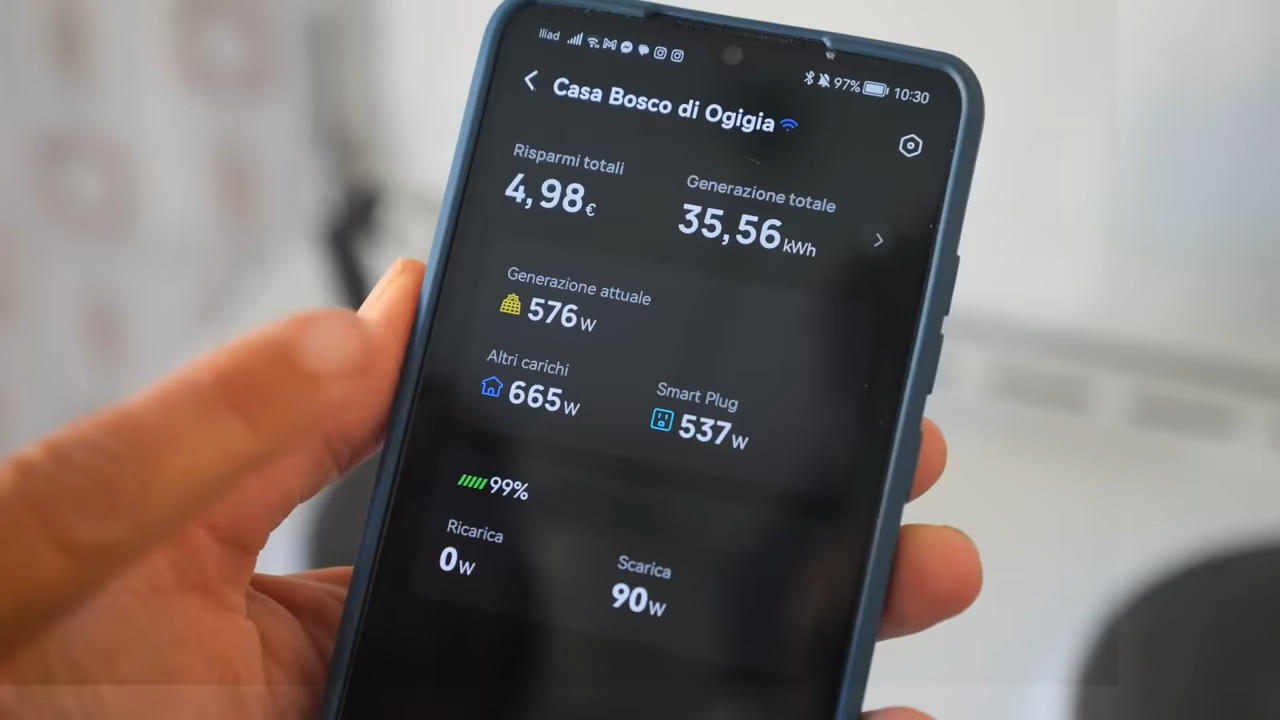 Iliad 97% 10:30
Casa Bosco di Ogigia
Risparmi totali
4,98€
Generazione totale
35,56kWh
Generazione attuale
576W
Altri carichi
665W
Smart Plug
537W
99%
Ricarica
0W
Scarica
90W